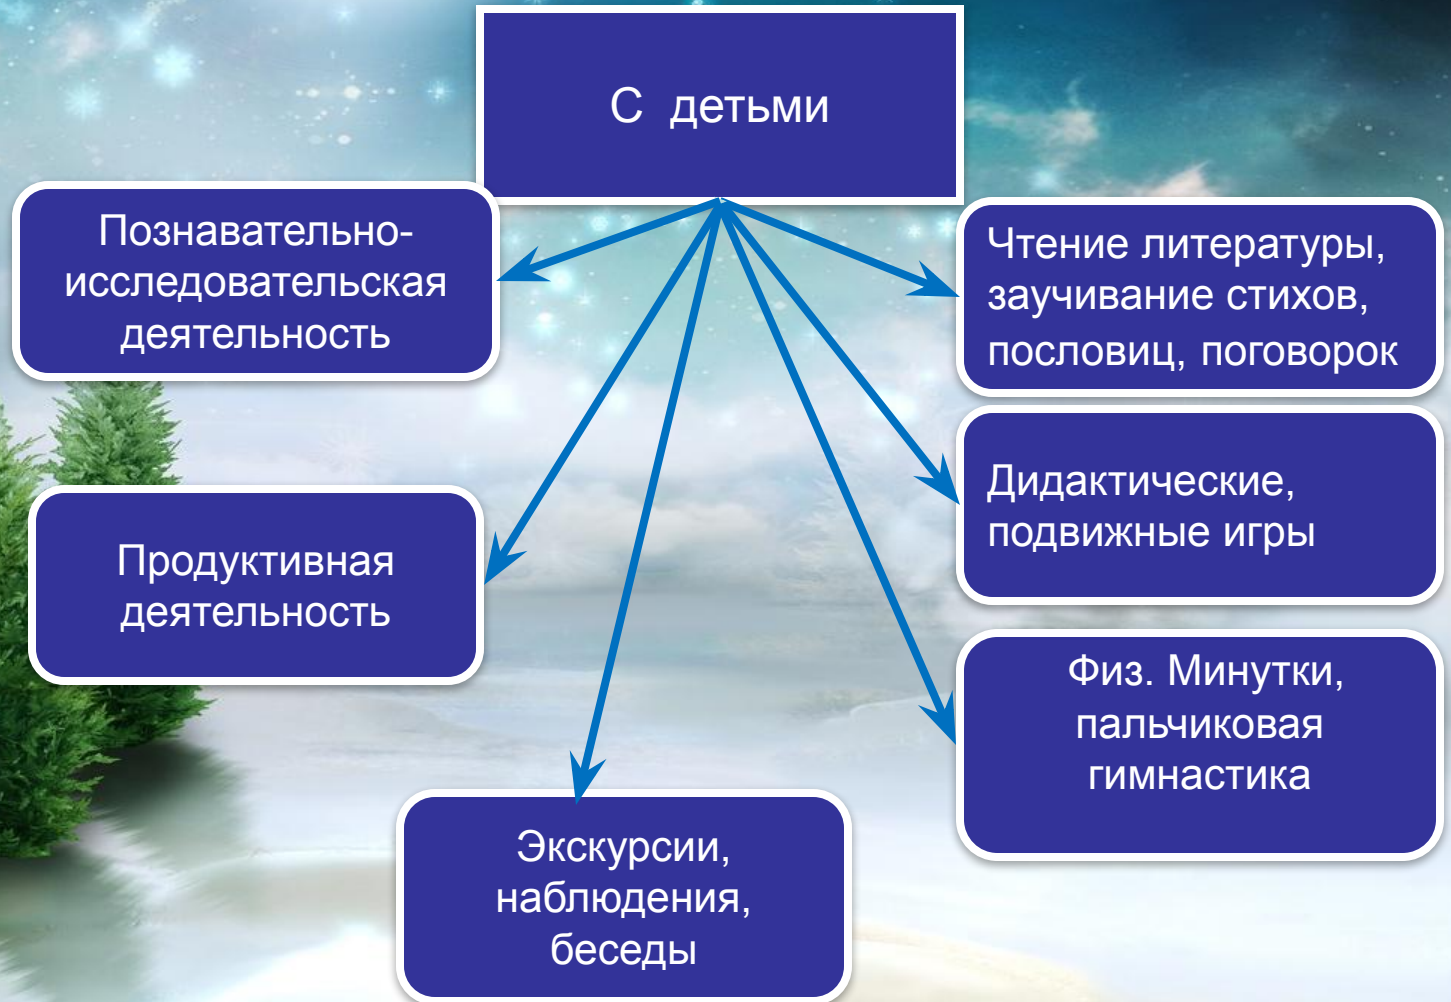 С детьми
Познавательно-
исследовательская
деятельность
Чтение литературы,
заучивание стихов,
пословиц, поговорок
Продуктивная
деятельность
Дидактические,
подвижные игры
Физ. Минутки,
пальчиковая
гимнастика
Экскурсии,
наблюдения,
беседы